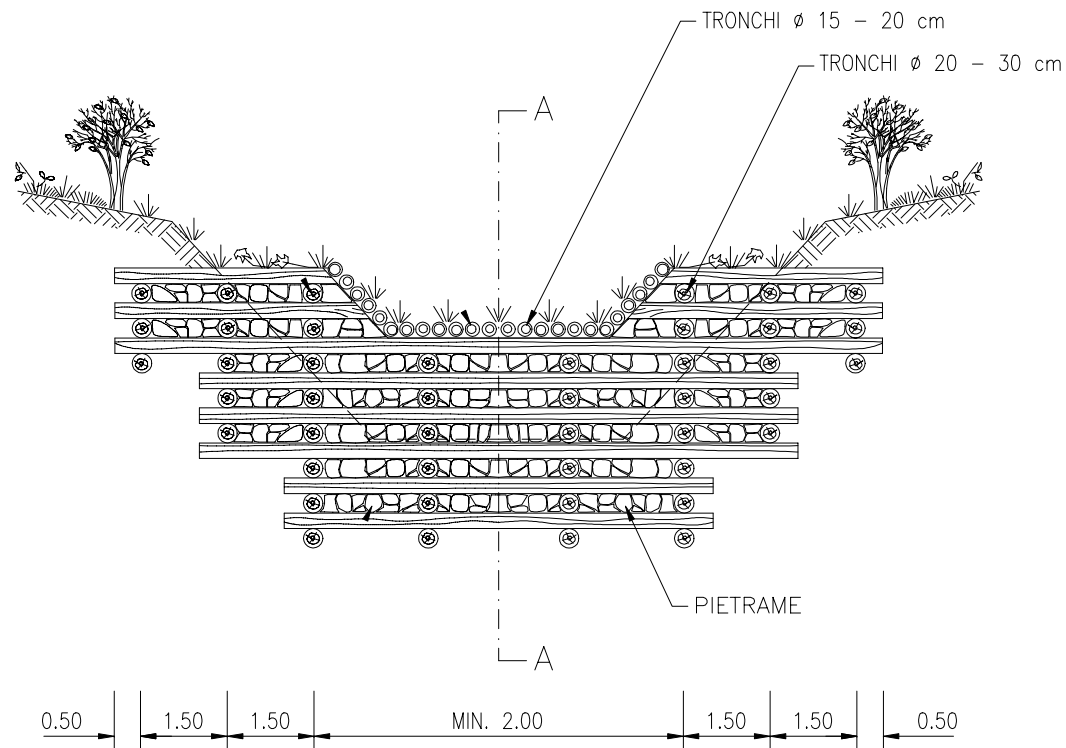 TRONCHI ø 15 - 20 cm
TRONCHI ø 20 - 30 cm
A
A
PIETRAME
0.50 1.50 1.50 MIN. 2.00 1.50 1.50 0.50